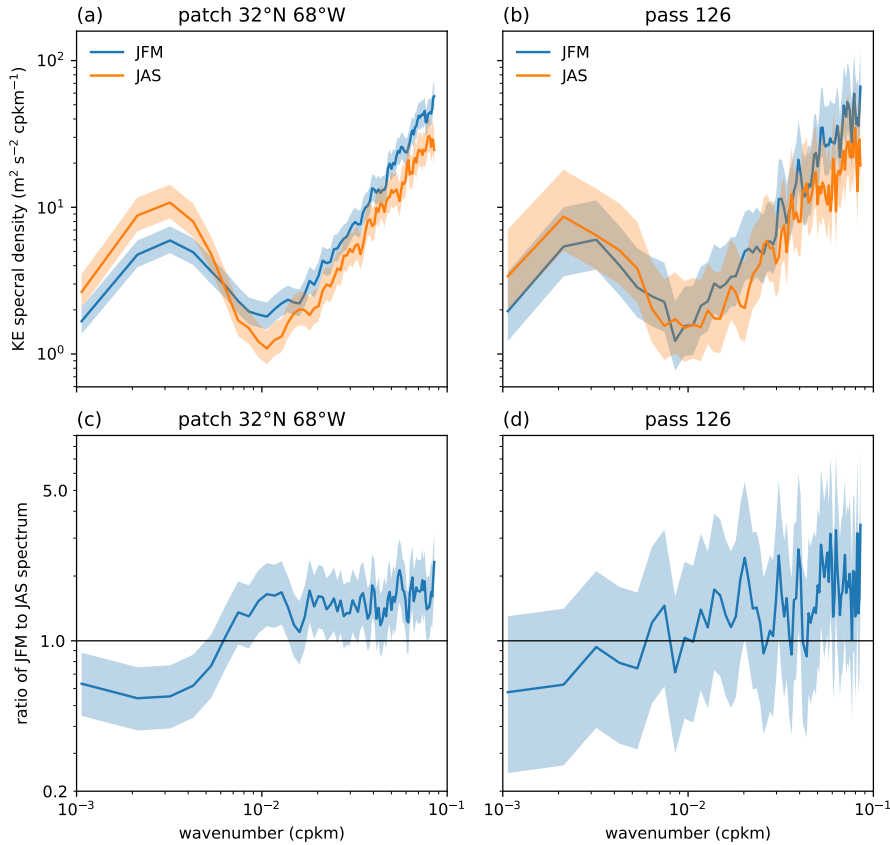 (a) patch 32°N 68°W
(b) pass 126
JFM
JAS
JFM
JAS
KE specral density (m² s⁻² cpkm⁻¹)
10²
10¹
10⁰
(c) patch 32°N 68°W
(d) pass 126
ratio of JFM to JAS spectrum
5.0
1.0
0.2
10⁻³ 10⁻² 10⁻¹
10⁻³ 10⁻² 10⁻¹
wavenumber (cpkm)
wavenumber (cpkm)